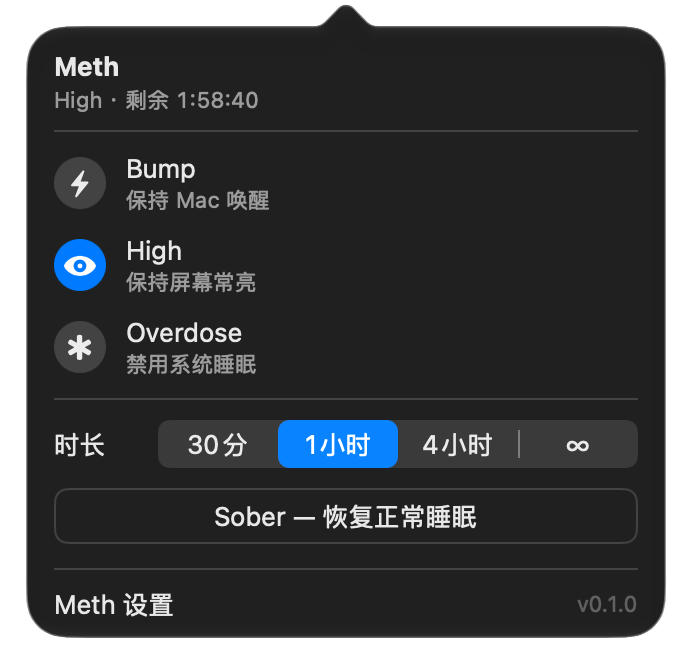 Meth
High · 剩余 1:58:40
Bump
保持 Mac 唤醒
High
保持屏幕常亮
Overdose
禁用系统睡眠
时长 30分 1小时 4小时 ∞
Sober — 恢复正常睡眠
Meth 设置 v0.1.0